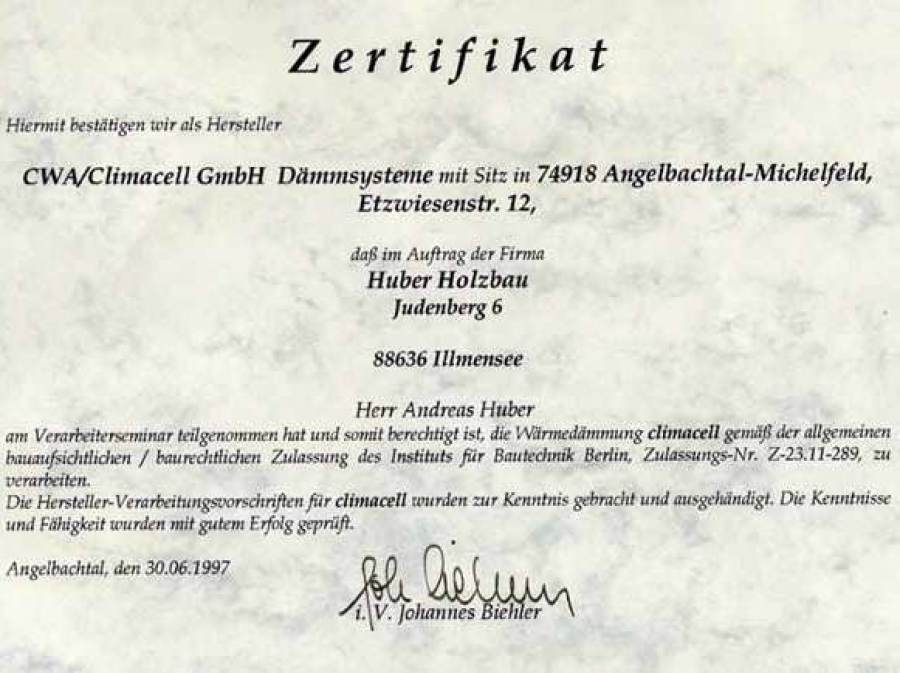 Zertifikat
Hiermit bestätigen wir als Hersteller
CWA/Climacell GmbH Dämmsysteme mit Sitz in 74918 Angelbachtal-Michelfeld,
Etzwiesenstr. 12,
daß im Auftrag der Firma
Huber Holzbau
Judenberg 6
88636 Illmensee
Herr Andreas Huber
am Verarbeiterseminar teilgenommen hat und somit berechtigt ist, die Wärmedämmung climacell gemäß der allgemeinen
bauaufsichtlichen / baurechtlichen Zulassung des Instituts für Bautechnik Berlin, Zulassungs-Nr. Z-23.11-289, zu
verarbeiten.
Die Hersteller-Verarbeitungsvorschriften für climacell wurden zur Kenntnis gebracht und ausgehändigt. Die Kenntnisse
und Fähigkeit wurden mit gutem Erfolg geprüft.
Angelbachtal, den 30.06.1997
i. V. Johannes Biehler